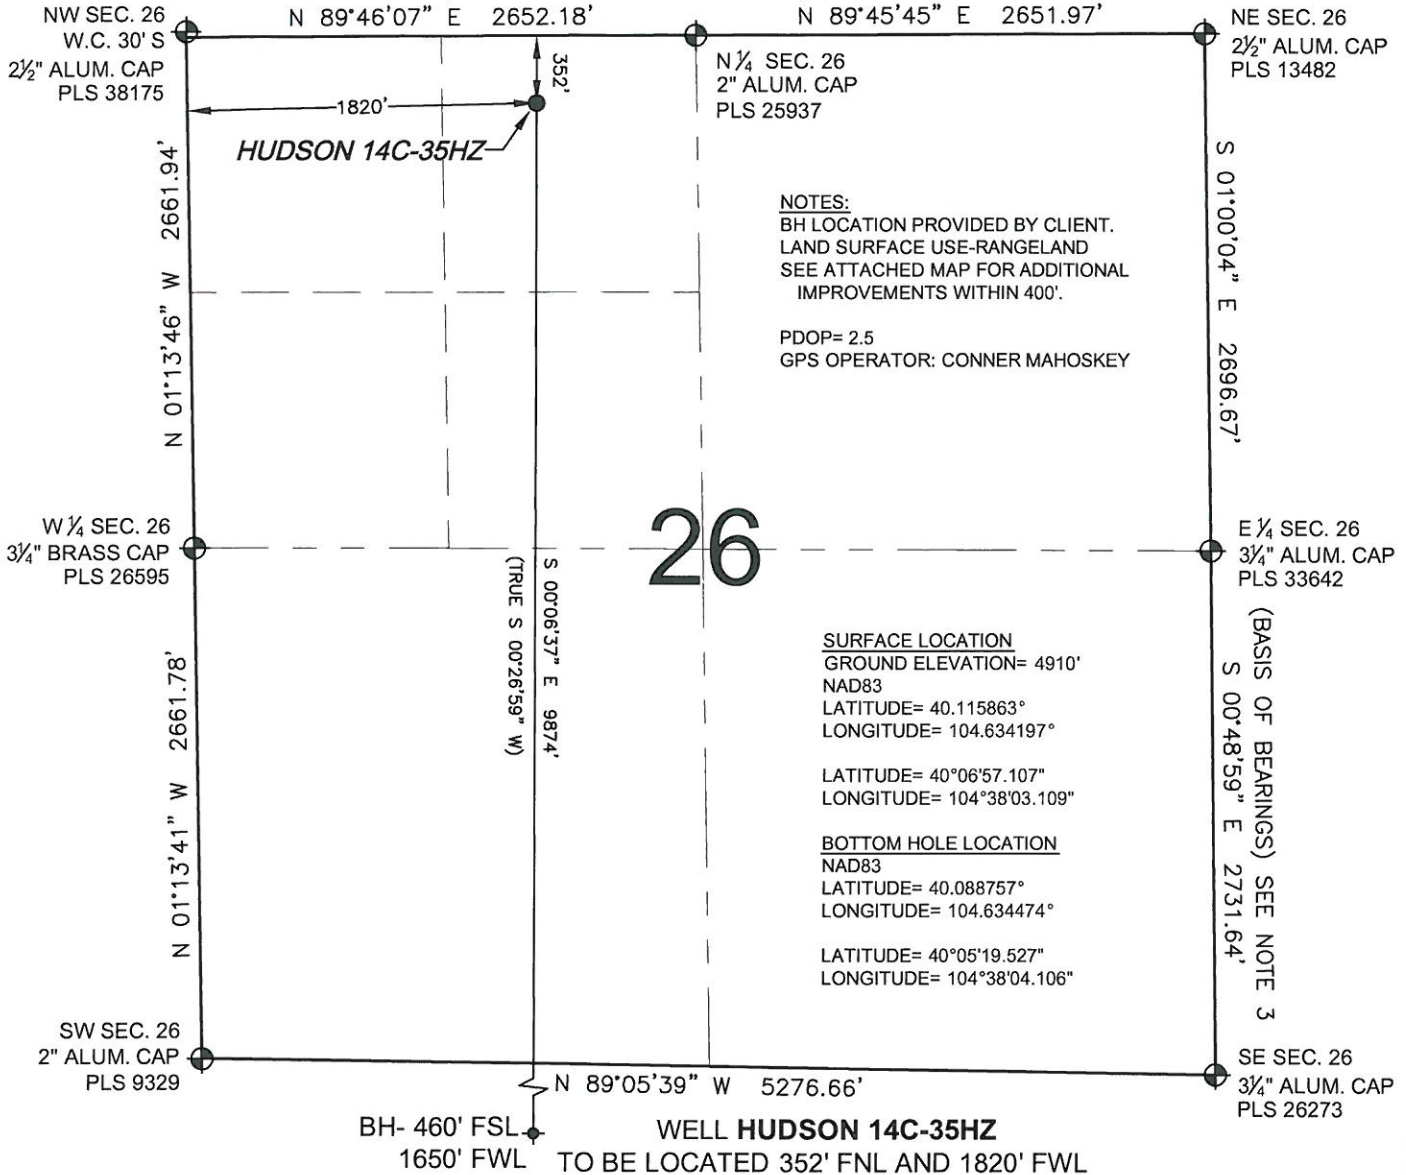 NW SEC. 26
W.C. 30' S
2½" ALUM. CAP
PLS 38175
N 89°46'07" E 2652.18'
N 89°45'45" E 2651.97'
NE SEC. 26
2½" ALUM. CAP
PLS 13482
N ¼ SEC. 26
2" ALUM. CAP
PLS 25937
352'
1820'
HUDSON 14C-35HZ
N 01°13'46" W 2661.94'
S 01°00'04" E 2696.67'
NOTES:
BH LOCATION PROVIDED BY CLIENT.
LAND SURFACE USE-RANGELAND
SEE ATTACHED MAP FOR ADDITIONAL
IMPROVEMENTS WITHIN 400'.
PDOP= 2.5
GPS OPERATOR: CONNER MAHOSKEY
W ¼ SEC. 26
3¼" BRASS CAP
PLS 26595
26
E ¼ SEC. 26
3¼" ALUM. CAP
PLS 33642
S 00°06'37" E 9874'
(TRUE S 00°26'59" W)
N 01°13'41" W 2661.78'
SURFACE LOCATION
GROUND ELEVATION= 4910'
NAD83
LATITUDE= 40.115863°
LONGITUDE= 104.634197°
LATITUDE= 40°06'57.107"
LONGITUDE= 104°38'03.109"
BOTTOM HOLE LOCATION
NAD83
LATITUDE= 40.088757°
LONGITUDE= 104.634474°
LATITUDE= 40°05'19.527"
LONGITUDE= 104°38'04.106"
(BASIS OF BEARINGS) SEE NOTE 3
S 00°48'59" E 2731.64'
SW SEC. 26
2" ALUM. CAP
PLS 9329
N 89°05'39" W 5276.66'
SE SEC. 26
3¼" ALUM. CAP
PLS 26273
BH- 460' FSL
1650' FWL
WELL HUDSON 14C-35HZ
TO BE LOCATED 352' FNL AND 1820' FWL